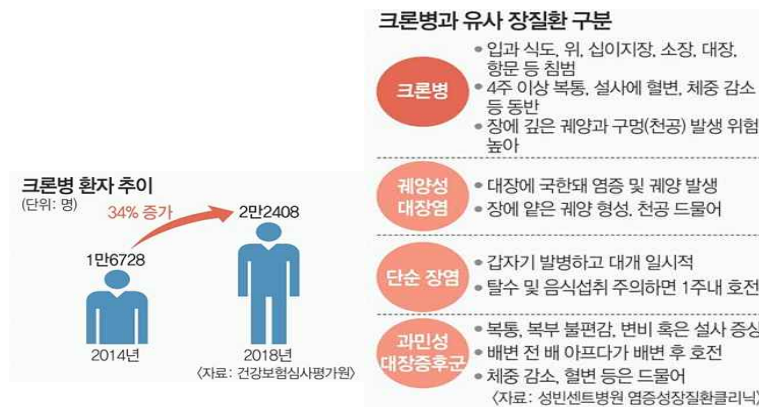 크론병 환자 추이
(단위: 명)
34% 증가
2만2408
1만6728
2014년
2018년
〈자료: 건강보험심사평가원〉
크론병과 유사 장질환 구분
크론병
• 입과 식도, 위, 십이지장, 소장, 대장,
항문 등 침범
• 4주 이상 복통, 설사에 혈변, 체중 감소
등 동반
• 장에 깊은 궤양과 구멍(천공) 발생 위험
높아
궤양성
대장염
• 대장에 국한돼 염증 및 궤양 발생
• 장에 얕은 궤양 형성, 천공 드물어
단순 장염
• 갑자기 발병하고 대개 일시적
• 탈수 및 음식섭취 주의하면 1주내 호전
과민성
대장증후군
• 복통, 복부 불편감, 변비 혹은 설사 증상
• 배변 전 배 아프다가 배변 후 호전
• 체중 감소, 혈변 등은 드물어
〈자료: 성빈센트병원 염증성장질환클리닉〉